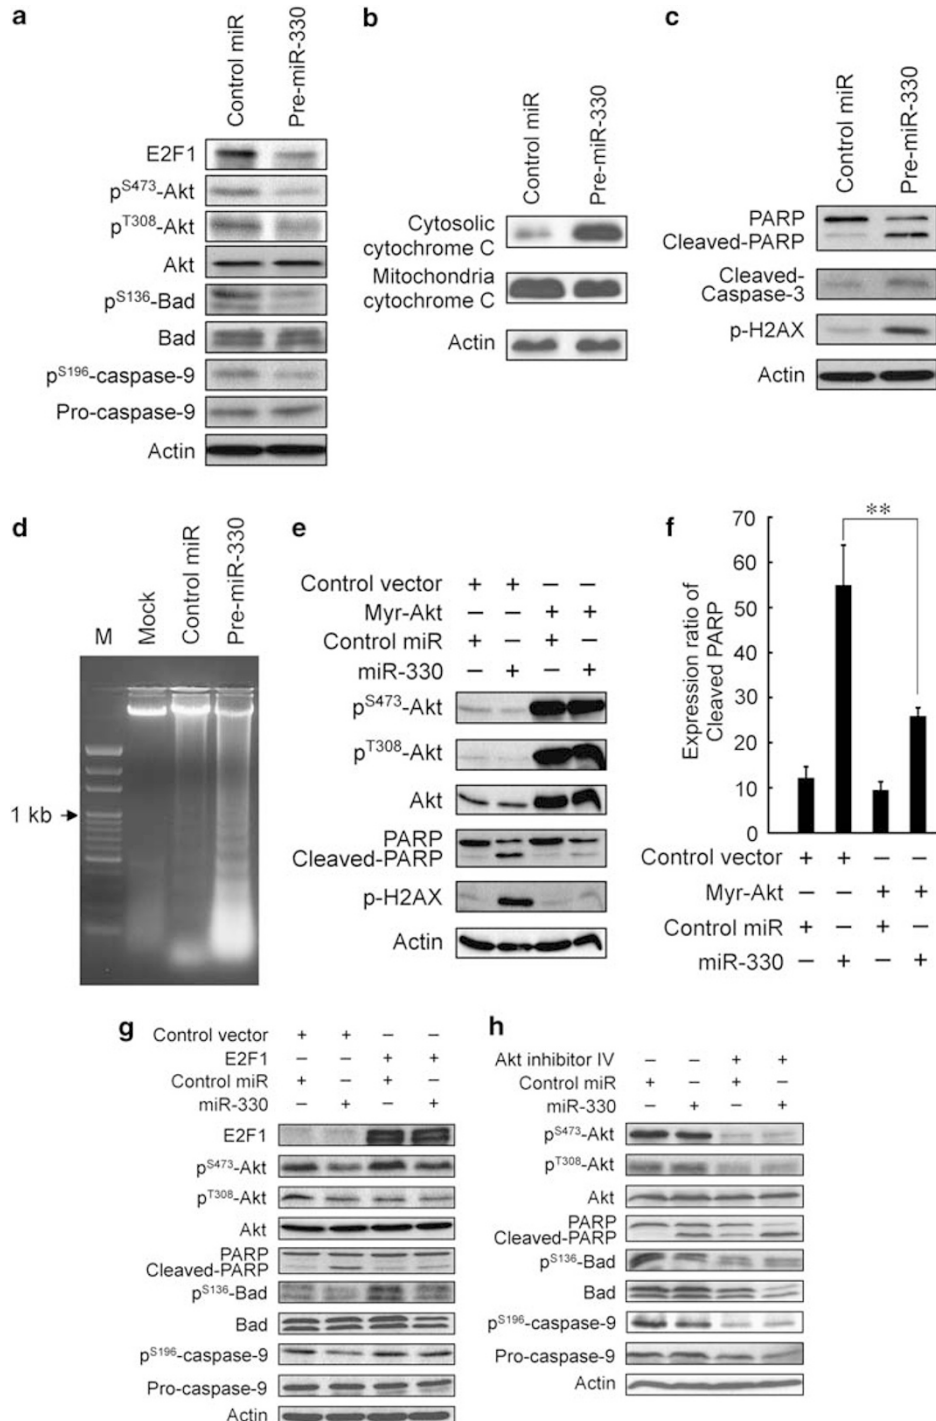 a
Control miR
Pre-miR-330
E2F1
pS473-Akt
pT308-Akt
Akt
pS136-Bad
Bad
pS196-caspase-9
Pro-caspase-9
Actin
b
Control miR
Pre-miR-330
Cytosolic
cytochrome C
Mitochondria
cytochrome C
Actin
c
Control miR
Pre-miR-330
PARP
Cleaved-PARP
Cleaved-
Caspase-3
p-H2AX
Actin
d
M
Mock
Control miR
Pre-miR-330
1 kb
e
Control vector + + − −
Myr-Akt − − + +
Control miR + − + −
miR-330 − + − +
pS473-Akt
pT308-Akt
Akt
PARP
Cleaved-PARP
p-H2AX
Actin
f
Expression ratio of
Cleaved PARP
70
60
50
40
30
20
10
0
**
Control vector + + − −
Myr-Akt − − + +
Control miR + − + −
miR-330 − + − +
g
Control vector + + − −
E2F1 − − + +
Control miR + − + −
miR-330 − + − +
E2F1
pS473-Akt
pT308-Akt
Akt
PARP
Cleaved-PARP
pS136-Bad
Bad
pS196-caspase-9
Pro-caspase-9
Actin
h
Akt inhibitor IV − − + +
Control miR + − + −
miR-330 − + − +
pS473-Akt
pT308-Akt
Akt
PARP
Cleaved-PARP
pS136-Bad
Bad
pS196-caspase-9
Pro-caspase-9
Actin